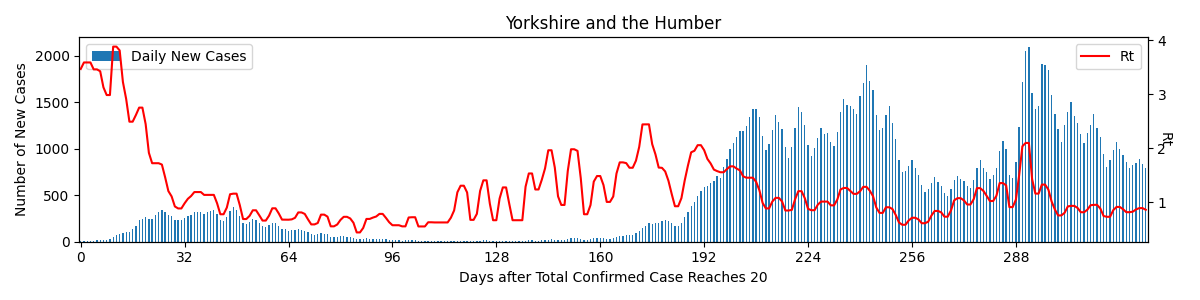 Yorkshire and the Humber
Number of New Cases
2000
1500
1000
500
0
Daily New Cases
Rt
4
3
2
1
Rt
0 32 64 96 128 160 192 224 256 288
Days after Total Confirmed Case Reaches 20